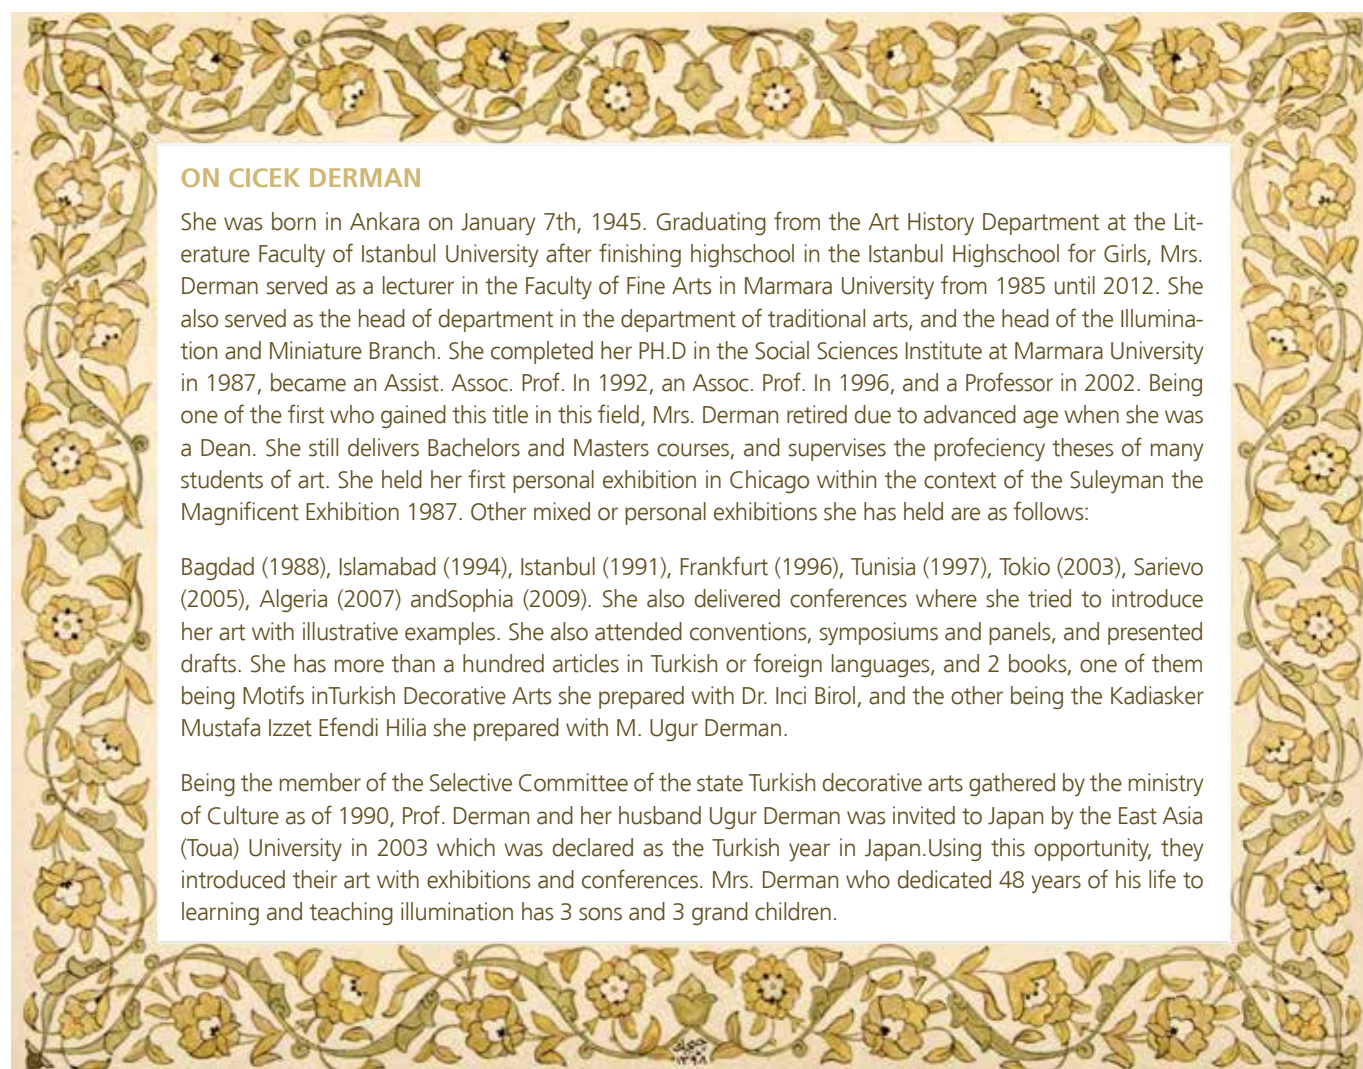 ON CICEK DERMAN
She was born in Ankara on January 7th, 1945. Graduating from the Art History Department at the Lit-
erature Faculty of Istanbul University after finishing highschool in the Istanbul Highschool for Girls, Mrs.
Derman served as a lecturer in the Faculty of Fine Arts in Marmara University from 1985 until 2012. She
also served as the head of department in the department of traditional arts, and the head of the Illumina-
tion and Miniature Branch. She completed her PH.D in the Social Sciences Institute at Marmara University
in 1987, became an Assist. Assoc. Prof. In 1992, an Assoc. Prof. In 1996, and a Professor in 2002. Being
one of the first who gained this title in this field, Mrs. Derman retired due to advanced age when she was
a Dean. She still delivers Bachelors and Masters courses, and supervises the profeciency theses of many
students of art. She held her first personal exhibition in Chicago within the context of the Suleyman the
Magnificent Exhibition 1987. Other mixed or personal exhibitions she has held are as follows:
Bagdad (1988), Islamabad (1994), Istanbul (1991), Frankfurt (1996), Tunisia (1997), Tokio (2003), Sarievo
(2005), Algeria (2007) andSophia (2009). She also delivered conferences where she tried to introduce
her art with illustrative examples. She also attended conventions, symposiums and panels, and presented
drafts. She has more than a hundred articles in Turkish or foreign languages, and 2 books, one of them
being Motifs inTurkish Decorative Arts she prepared with Dr. Inci Birol, and the other being the Kadiasker
Mustafa Izzet Efendi Hilia she prepared with M. Ugur Derman.
Being the member of the Selective Committee of the state Turkish decorative arts gathered by the ministry
of Culture as of 1990, Prof. Derman and her husband Ugur Derman was invited to Japan by the East Asia
(Toua) University in 2003 which was declared as the Turkish year in Japan.Using this opportunity, they
introduced their art with exhibitions and conferences. Mrs. Derman who dedicated 48 years of his life to
learning and teaching illumination has 3 sons and 3 grand children.